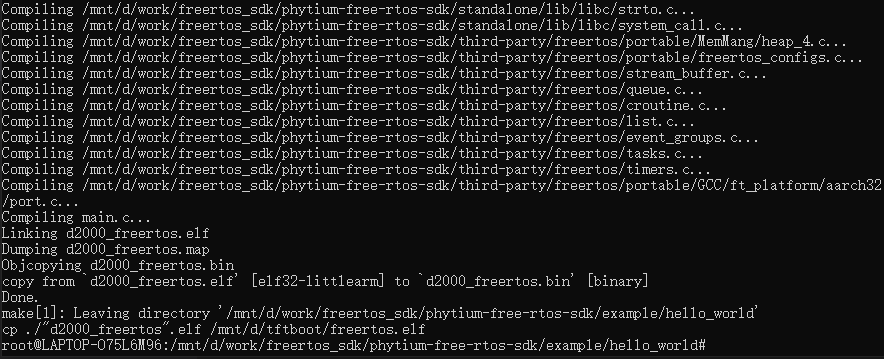 Compiling /mnt/d/work/freertos_sdk/phytium-free-rtos-sdk/standalone/lib/libc/strto.c...
Compiling /mnt/d/work/freertos_sdk/phytium-free-rtos-sdk/standalone/lib/libc/system_call.c...
Compiling /mnt/d/work/freertos_sdk/phytium-free-rtos-sdk/third-party/freertos/portable/MemMang/heap_4.c...
Compiling /mnt/d/work/freertos_sdk/phytium-free-rtos-sdk/third-party/freertos/portable/freertos_configs.c...
Compiling /mnt/d/work/freertos_sdk/phytium-free-rtos-sdk/third-party/freertos/stream_buffer.c...
Compiling /mnt/d/work/freertos_sdk/phytium-free-rtos-sdk/third-party/freertos/queue.c...
Compiling /mnt/d/work/freertos_sdk/phytium-free-rtos-sdk/third-party/freertos/croutine.c...
Compiling /mnt/d/work/freertos_sdk/phytium-free-rtos-sdk/third-party/freertos/list.c...
Compiling /mnt/d/work/freertos_sdk/phytium-free-rtos-sdk/third-party/freertos/event_groups.c...
Compiling /mnt/d/work/freertos_sdk/phytium-free-rtos-sdk/third-party/freertos/tasks.c...
Compiling /mnt/d/work/freertos_sdk/phytium-free-rtos-sdk/third-party/freertos/timers.c...
Compiling /mnt/d/work/freertos_sdk/phytium-free-rtos-sdk/third-party/freertos/portable/GCC/ft_platform/aarch32
/port.c...
Compiling main.c...
Linking d2000_freertos.elf
Dumping d2000_freertos.map
Objcopying d2000_freertos.bin
copy from `d2000_freertos.elf' [elf32-littlearm] to `d2000_freertos.bin' [binary]
Done.
make[1]: Leaving directory '/mnt/d/work/freertos_sdk/phytium-free-rtos-sdk/example/hello_world'
cp ./"d2000_freertos".elf /mnt/d/tftboot/freertos.elf
root@LAPTOP-O75L6M96:/mnt/d/work/freertos_sdk/phytium-free-rtos-sdk/example/hello_world#